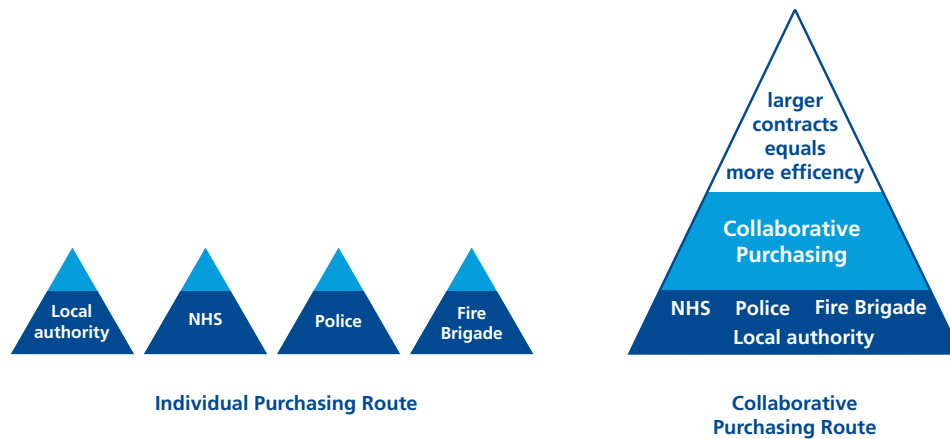 Local
authority
NHS
Police
Fire
Brigade
Individual Purchasing Route
larger
contracts
equals
more efficency
Collaborative
Purchasing
NHS Police Fire Brigade
Local authority
Collaborative
Purchasing Route